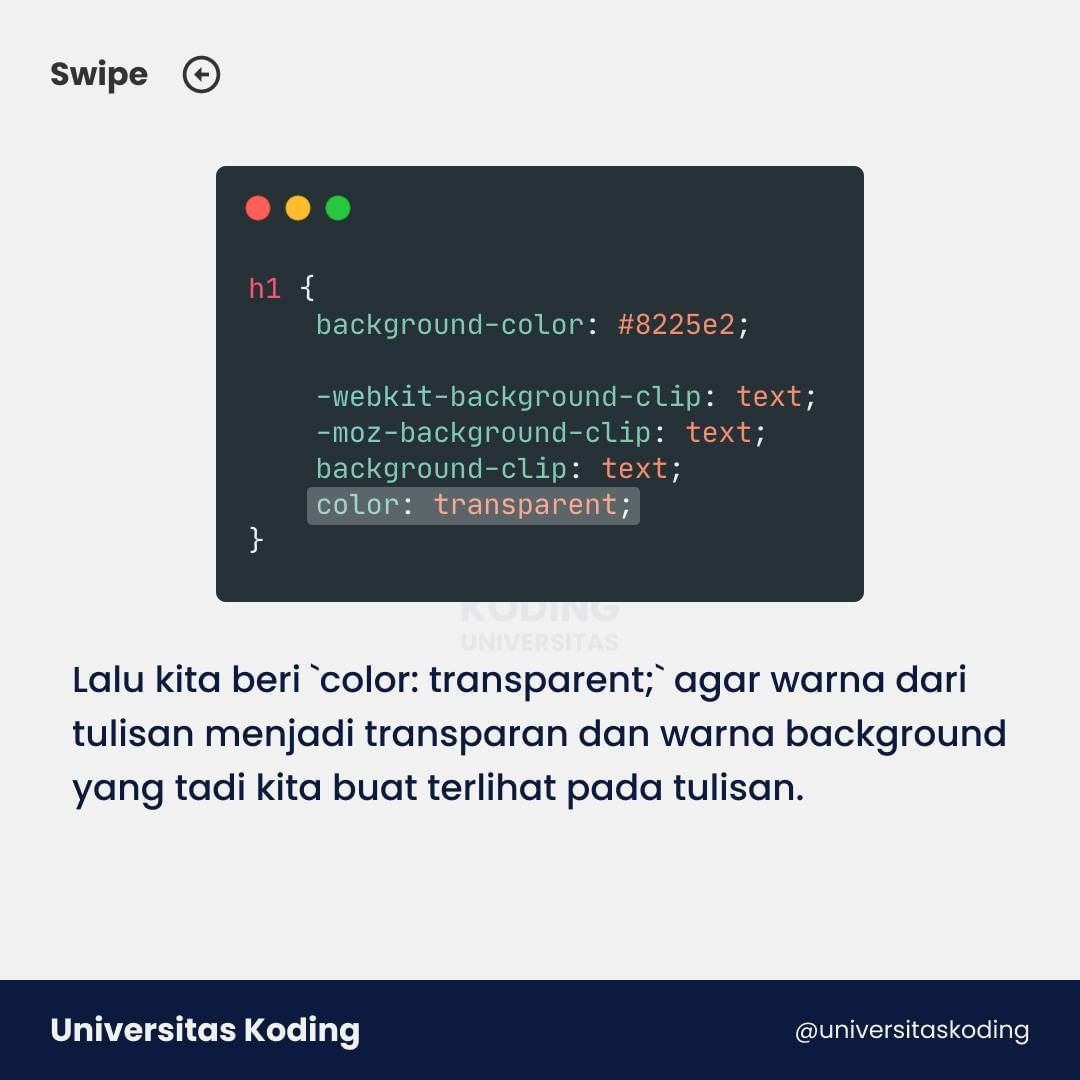 Swipe
h1 {
    background-color: #8225e2;

    -webkit-background-clip: text;
    -moz-background-clip: text;
    background-clip: text;
    color: transparent;
}
KODING
UNIVERSITAS
Lalu kita beri `color: transparent;` agar warna dari
tulisan menjadi transparan dan warna background
yang tadi kita buat terlihat pada tulisan.
Universitas Koding
@universitaskoding